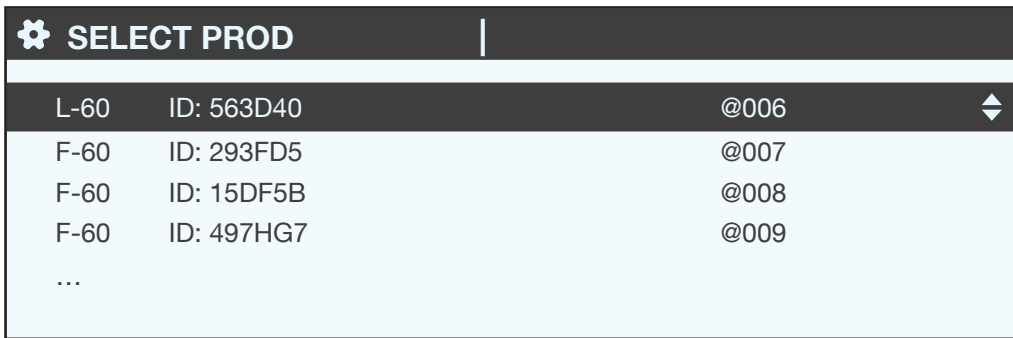 SELECT PROD
L-60 ID: 563D40 @006
F-60 ID: 293FD5 @007
F-60 ID: 15DF5B @008
F-60 ID: 497HG7 @009
…